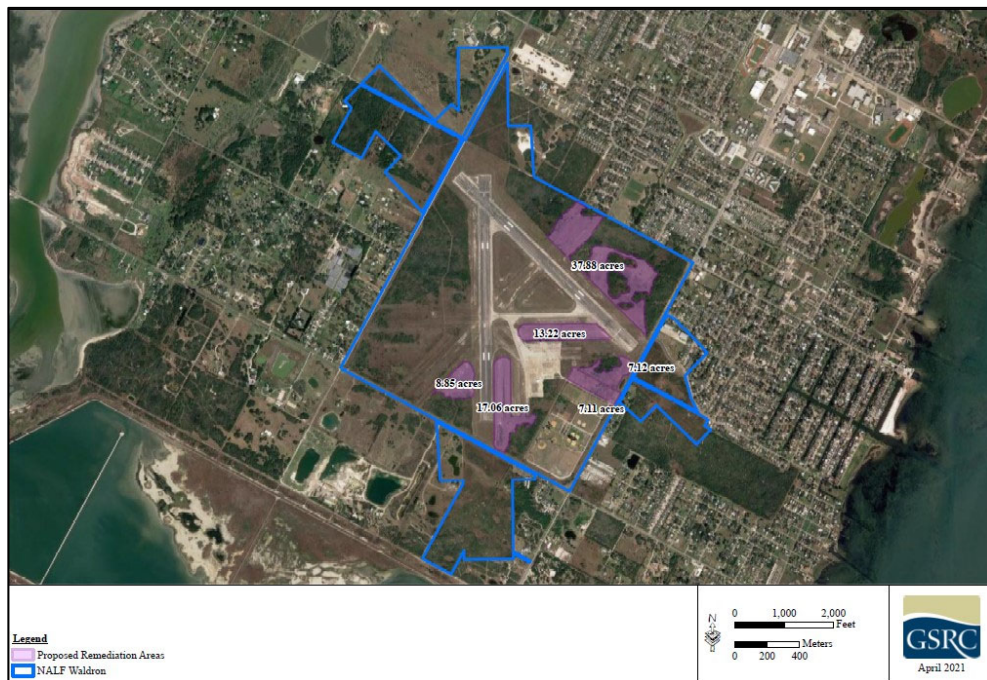 37.88 acres
13.22 acres
7.12 acres
8.85 acres
17.06 acres
7.11 acres
Legend
Proposed Remediation Areas
NALF Waldron
N
0 1,000 2,000
Feet
Meters
0 200 400
GSRC
April 2021